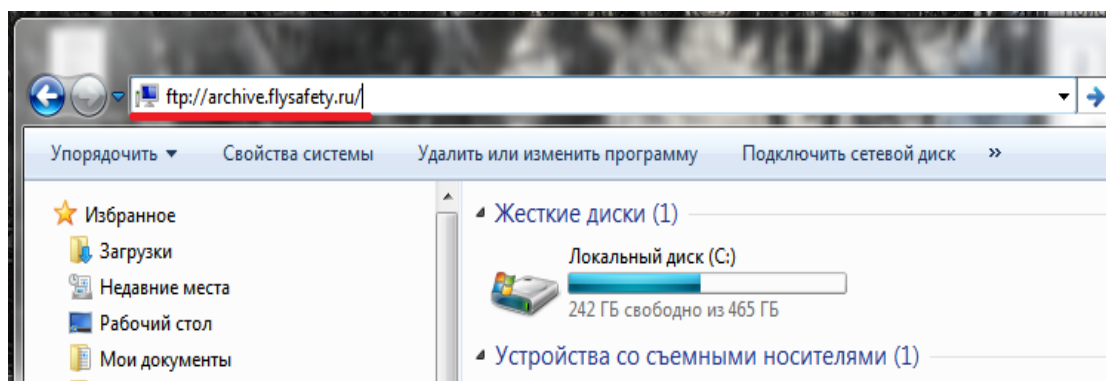 ftp://archive.flysafety.ru/
Упорядочить Свойства системы Удалить или изменить программу Подключить сетевой диск »
Избранное
Загрузки
Недавние места
Рабочий стол
Мои документы
Жесткие диски (1)
Локальный диск (C:)
242 ГБ свободно из 465 ГБ
Устройства со съемными носителями (1)